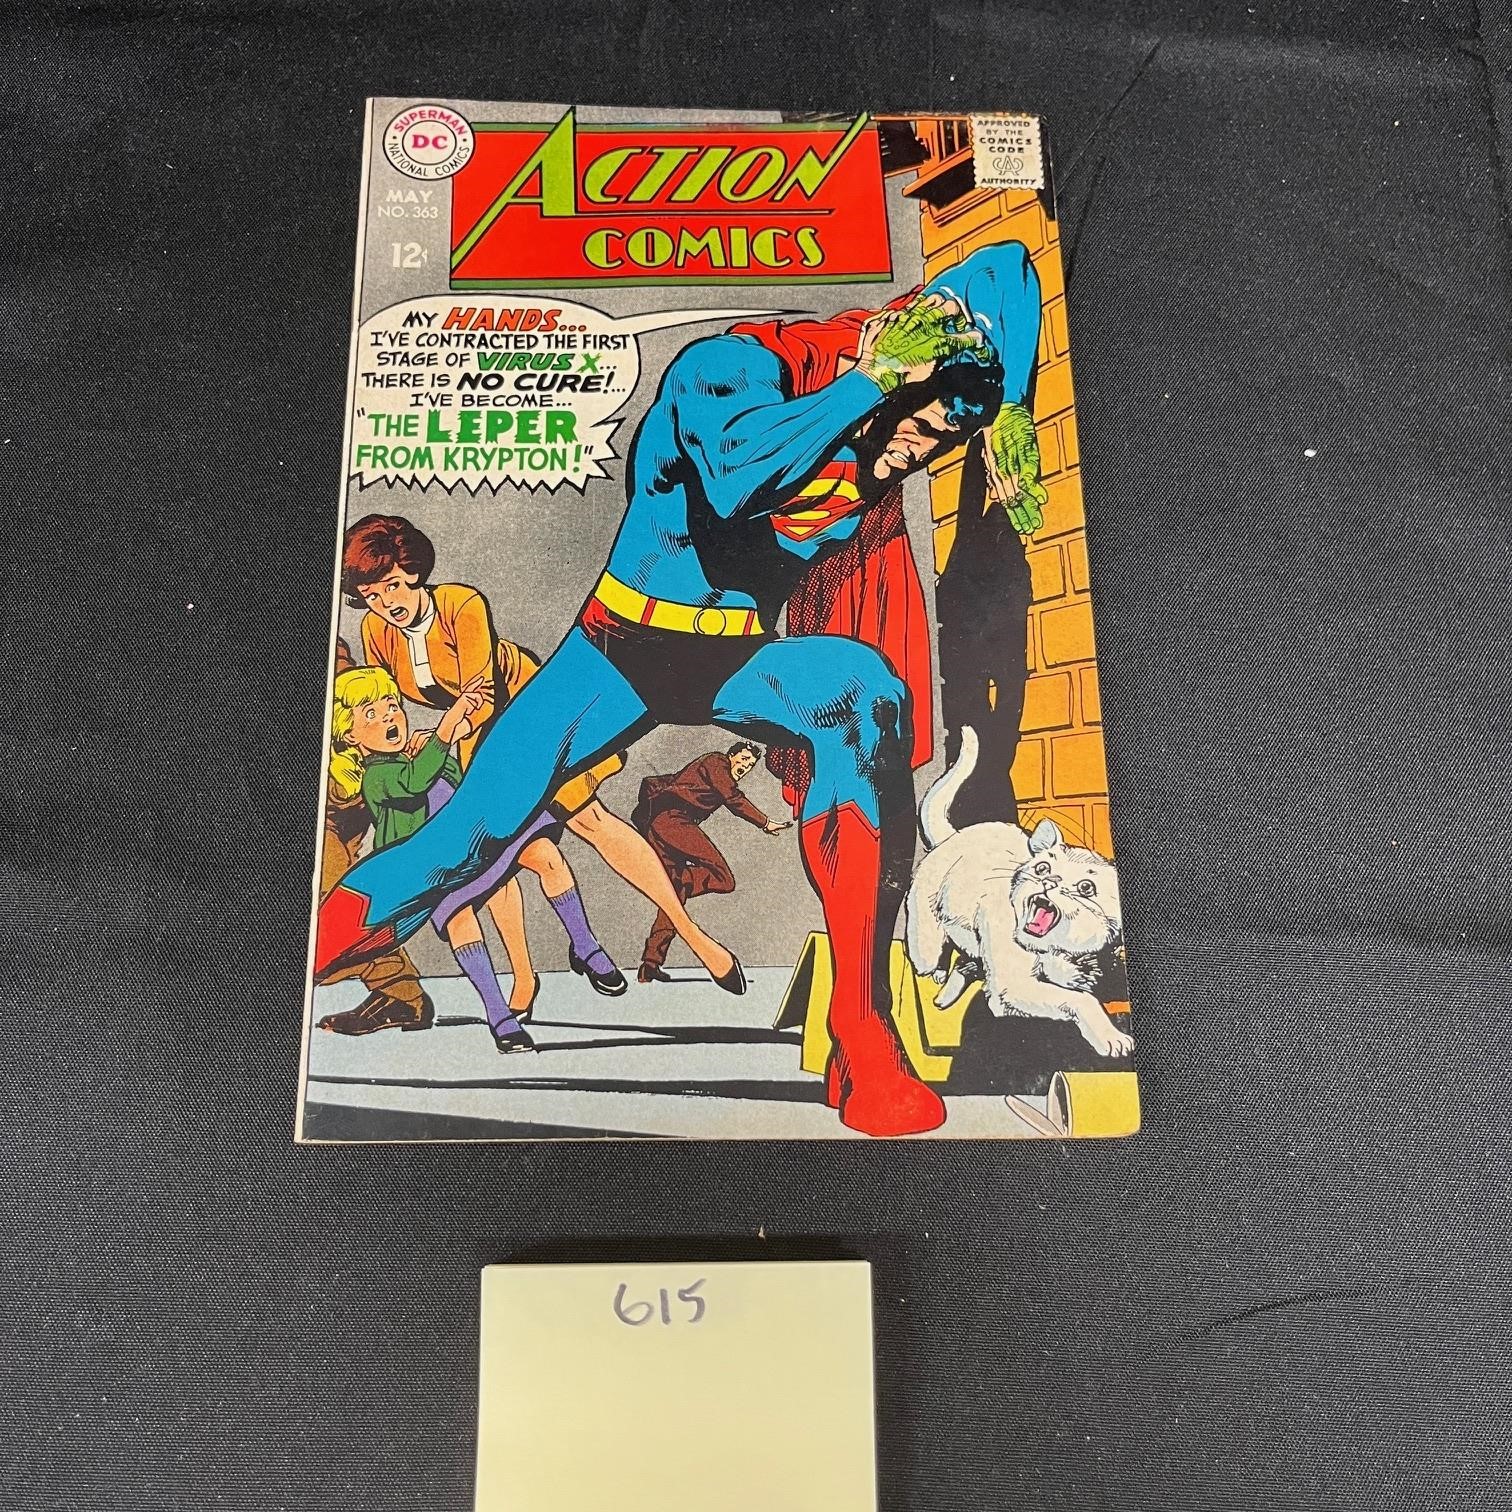 SUPERMAN
DC
NATIONAL COMICS
MAY
NO. 363
12¢
ACTION
COMICS
APPROVED
BY THE
COMICS
CODE
CA
AUTHORITY
MY HANDS...
I'VE CONTRACTED THE FIRST
STAGE OF VIRUS X...
THERE IS NO CURE!...
I'VE BECOME...
"THE LEPER
FROM KRYPTON!"
S
615